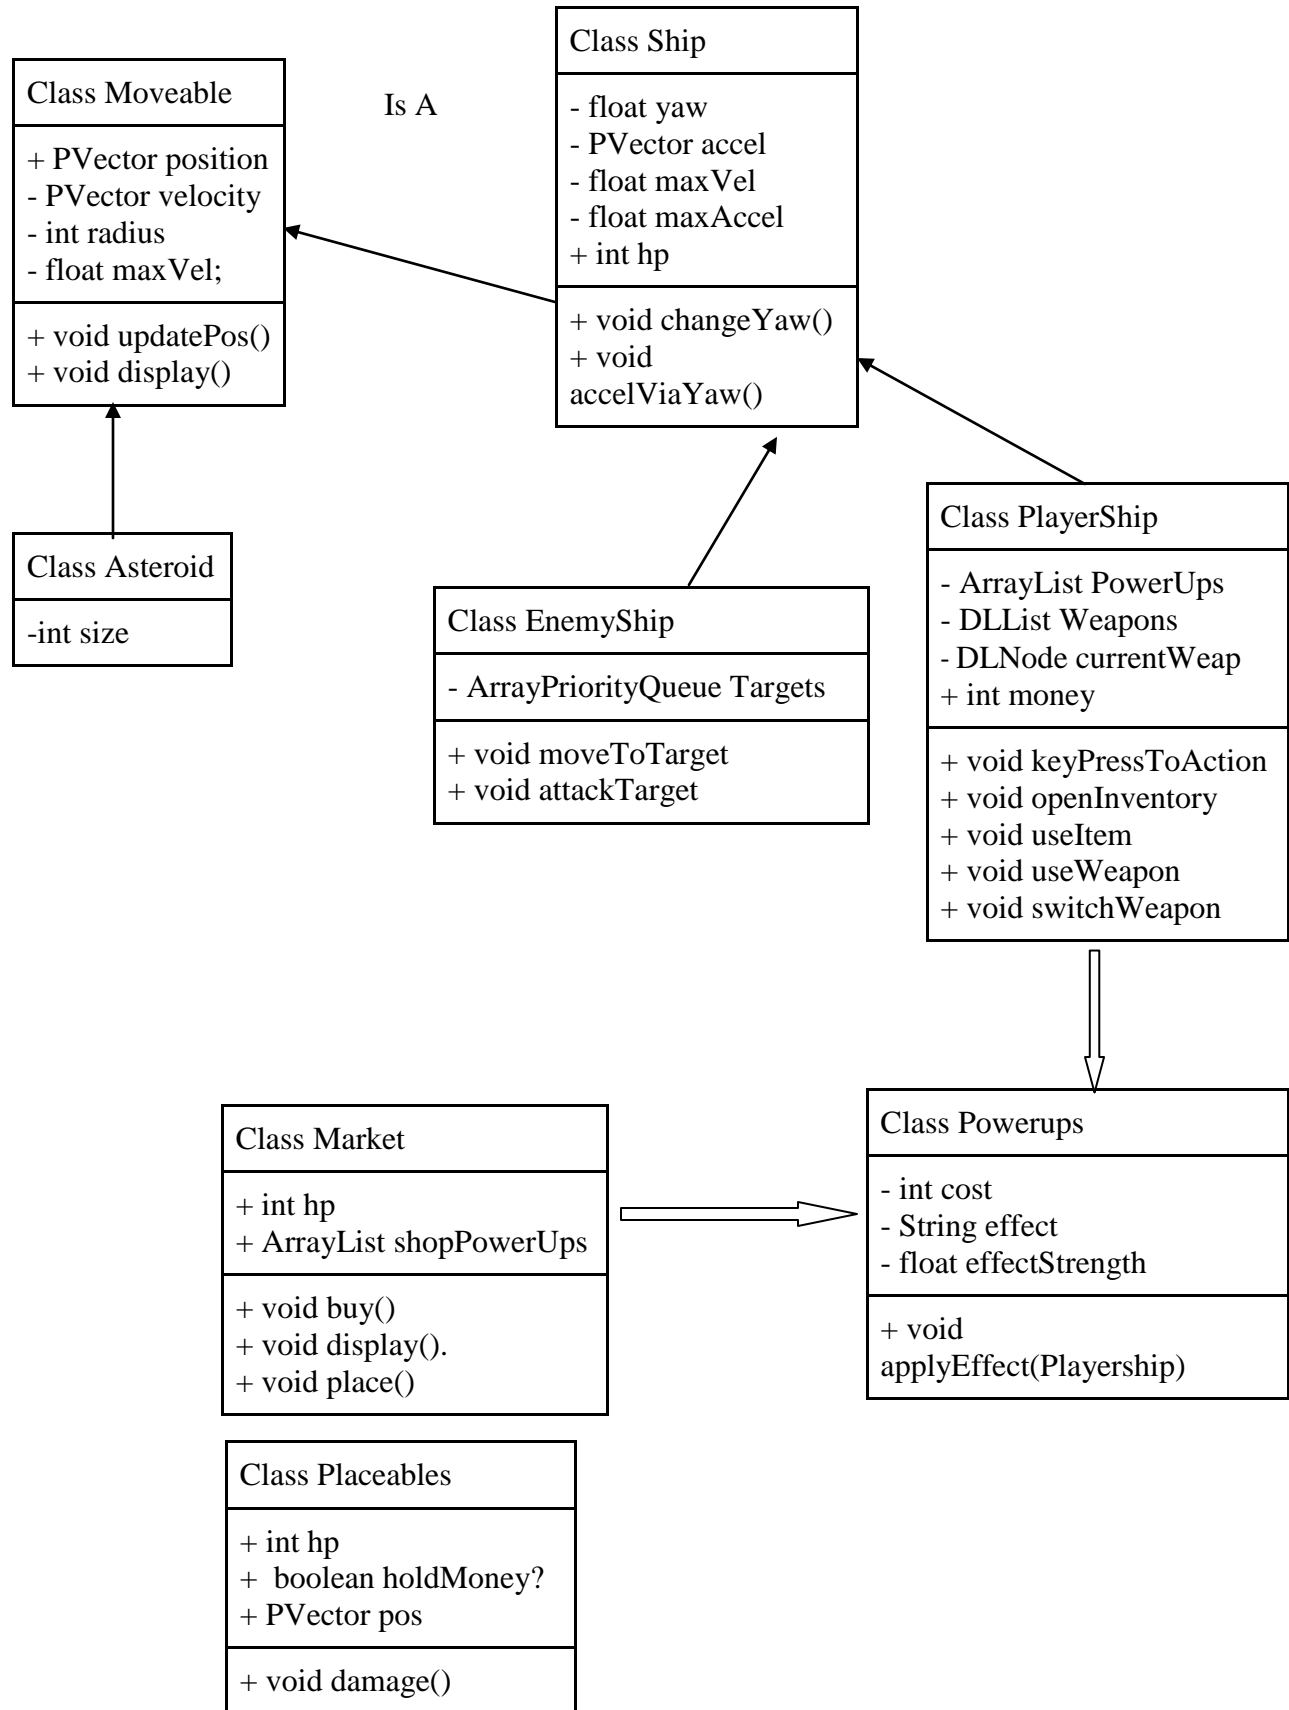 Class Moveable
+ PVector position
- PVector velocity
- int radius
- float maxVel;
+ void updatePos()
+ void display()
Is A
Class Ship
- float yaw
- PVector accel
- float maxVel
- float maxAccel
+ int hp
+ void changeYaw()
+ void
accelViaYaw()
Class Asteroid
-int size
Class EnemyShip
- ArrayPriorityQueue Targets
+ void moveToTarget
+ void attackTarget
Class PlayerShip
- ArrayList PowerUps
- DLList Weapons
- DLNode currentWeap
+ int money
+ void keyPressToAction
+ void openInventory
+ void useItem
+ void useWeapon
+ void switchWeapon
Class Market
+ int hp
+ ArrayList shopPowerUps
+ void buy()
+ void display().
+ void place()
Class Powerups
- int cost
- String effect
- float effectStrength
+ void
applyEffect(Playership)
Class Placeables
+ int hp
+  boolean holdMoney?
+ PVector pos
+ void damage()